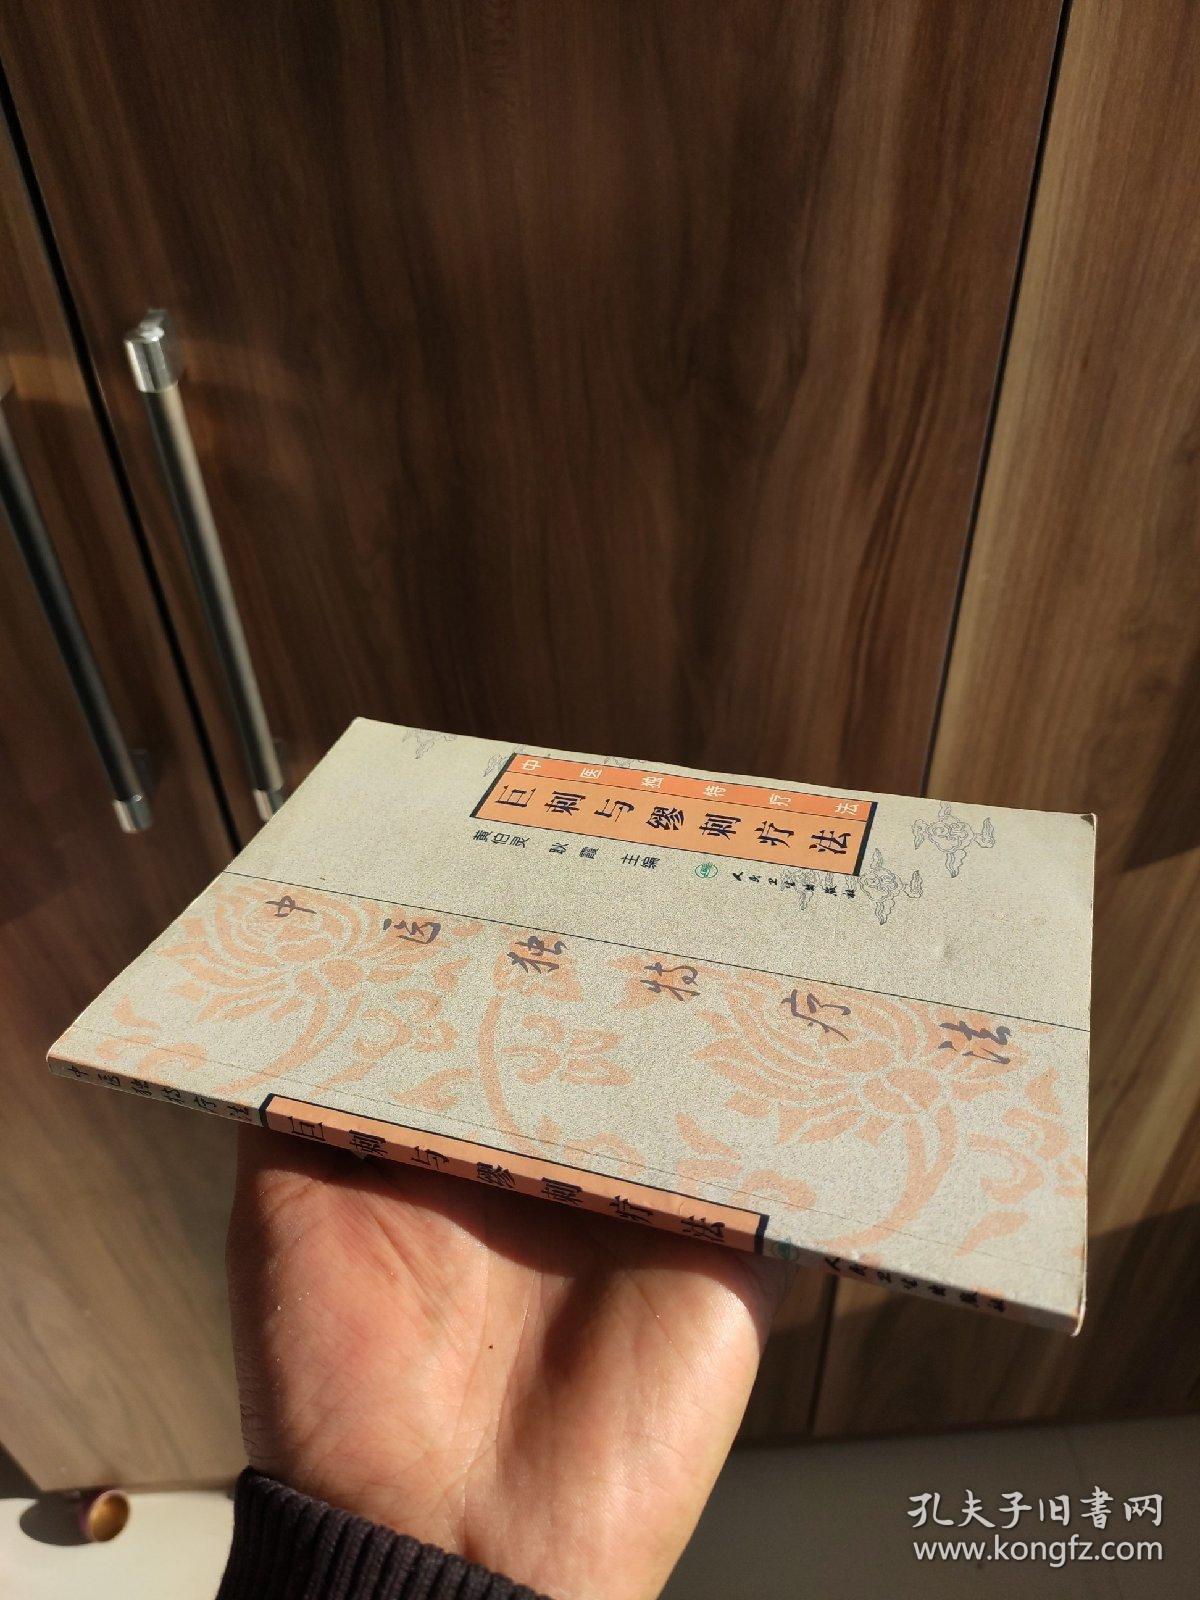 中医独特疗法
巨刺与缪刺疗法
黄伯灵 耿霞 主编
人民卫生出版社
中医独特疗法
中医独特疗法
巨刺与缪刺疗法
人民卫生出版社
孔夫子旧書网
www.kongfz.com